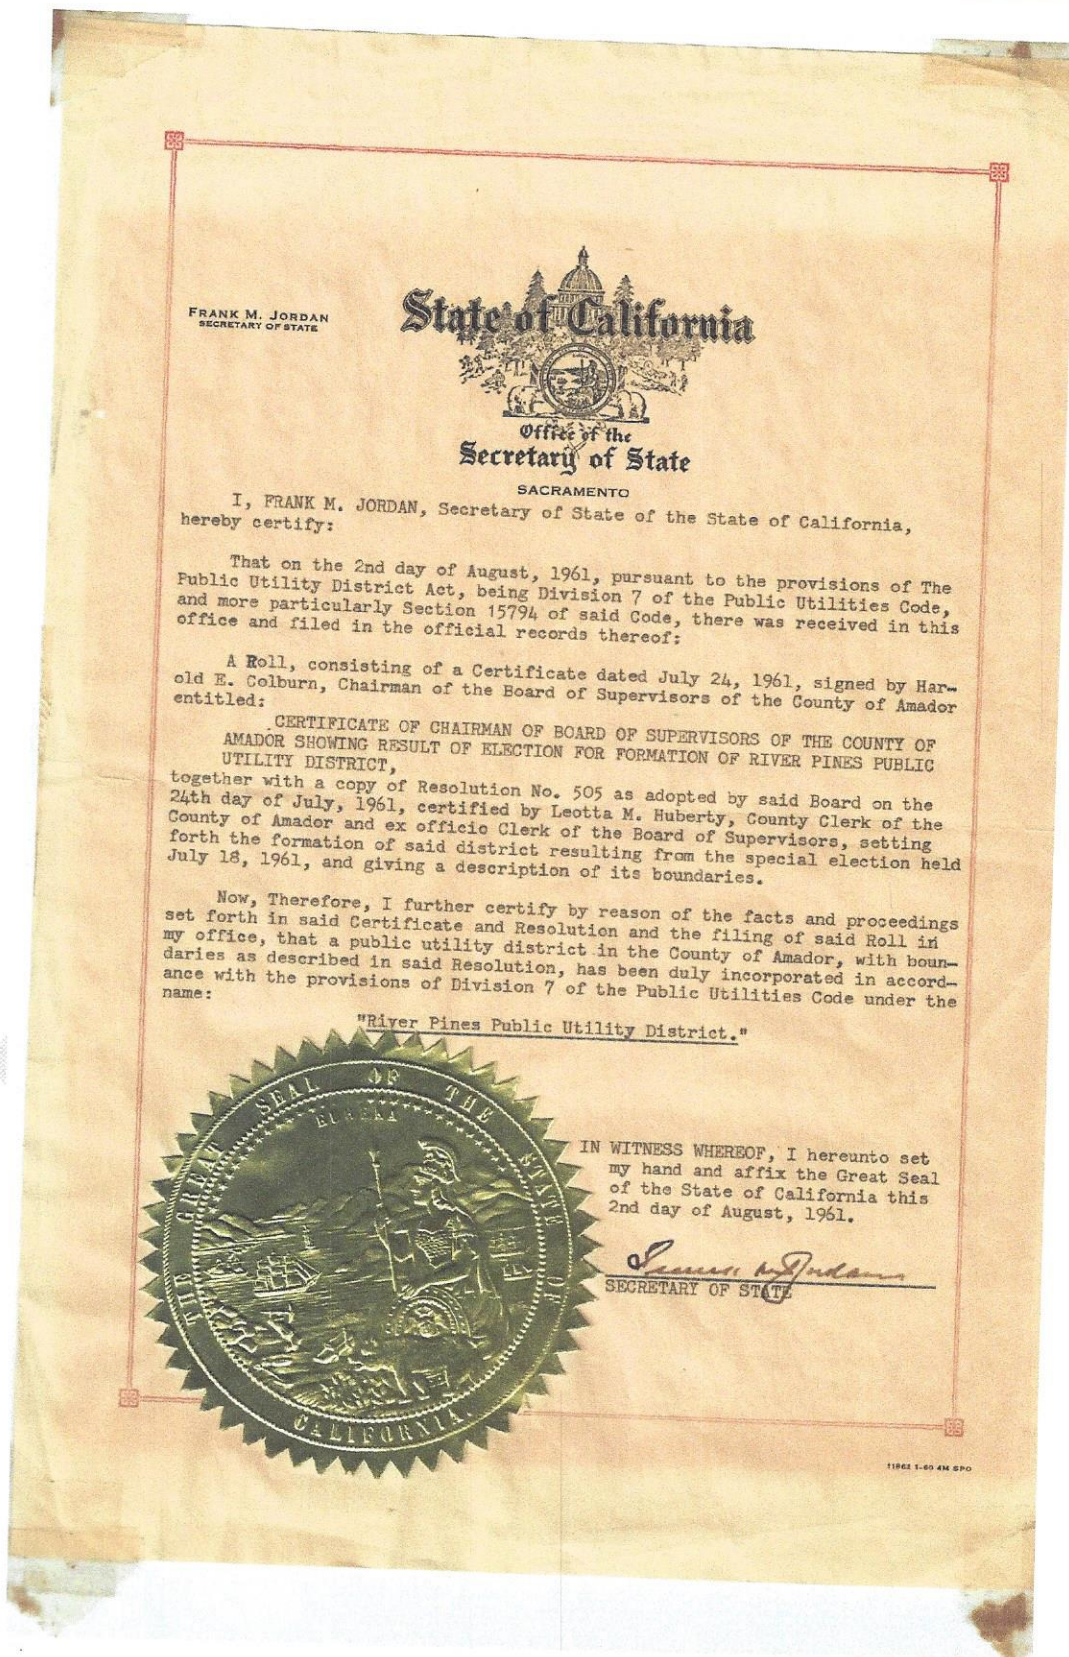 FRANK M. JORDAN
SECRETARY OF STATE
State of California
Office of the
Secretary of State
SACRAMENTO
I, FRANK M. JORDAN, Secretary of State of the State of California,
hereby certify:
That on the 2nd day of August, 1961, pursuant to the provisions of The
Public Utility District Act, being Division 7 of the Public Utilities Code,
and more particularly Section 15794 of said Code, there was received in this
office and filed in the official records thereof:
A Roll, consisting of a Certificate dated July 24, 1961, signed by Har-
old E. Colburn, Chairman of the Board of Supervisors of the County of Amador
entitled:
CERTIFICATE OF CHAIRMAN OF BOARD OF SUPERVISORS OF THE COUNTY OF
AMADOR SHOWING RESULT OF ELECTION FOR FORMATION OF RIVER PINES PUBLIC
UTILITY DISTRICT,
together with a copy of Resolution No. 505 as adopted by said Board on the
24th day of July, 1961, certified by Leotta M. Huberty, County Clerk of the
County of Amador and ex officio Clerk of the Board of Supervisors, setting
forth the formation of said district resulting from the special election held
July 18, 1961, and giving a description of its boundaries.
Now, Therefore, I further certify by reason of the facts and proceedings
set forth in said Certificate and Resolution and the filing of said Roll in
my office, that a public utility district in the County of Amador, with boun-
daries as described in said Resolution, has been duly incorporated in accord-
ance with the provisions of Division 7 of the Public Utilities Code under the
name:
"River Pines Public Utility District."
THE GREAT SEAL OF THE STATE OF CALIFORNIA
EUREKA
IN WITNESS WHEREOF, I hereunto set
my hand and affix the Great Seal
of the State of California this
2nd day of August, 1961.
Frank M. Jordan
SECRETARY OF STATE
11962 1-60 4M SPO